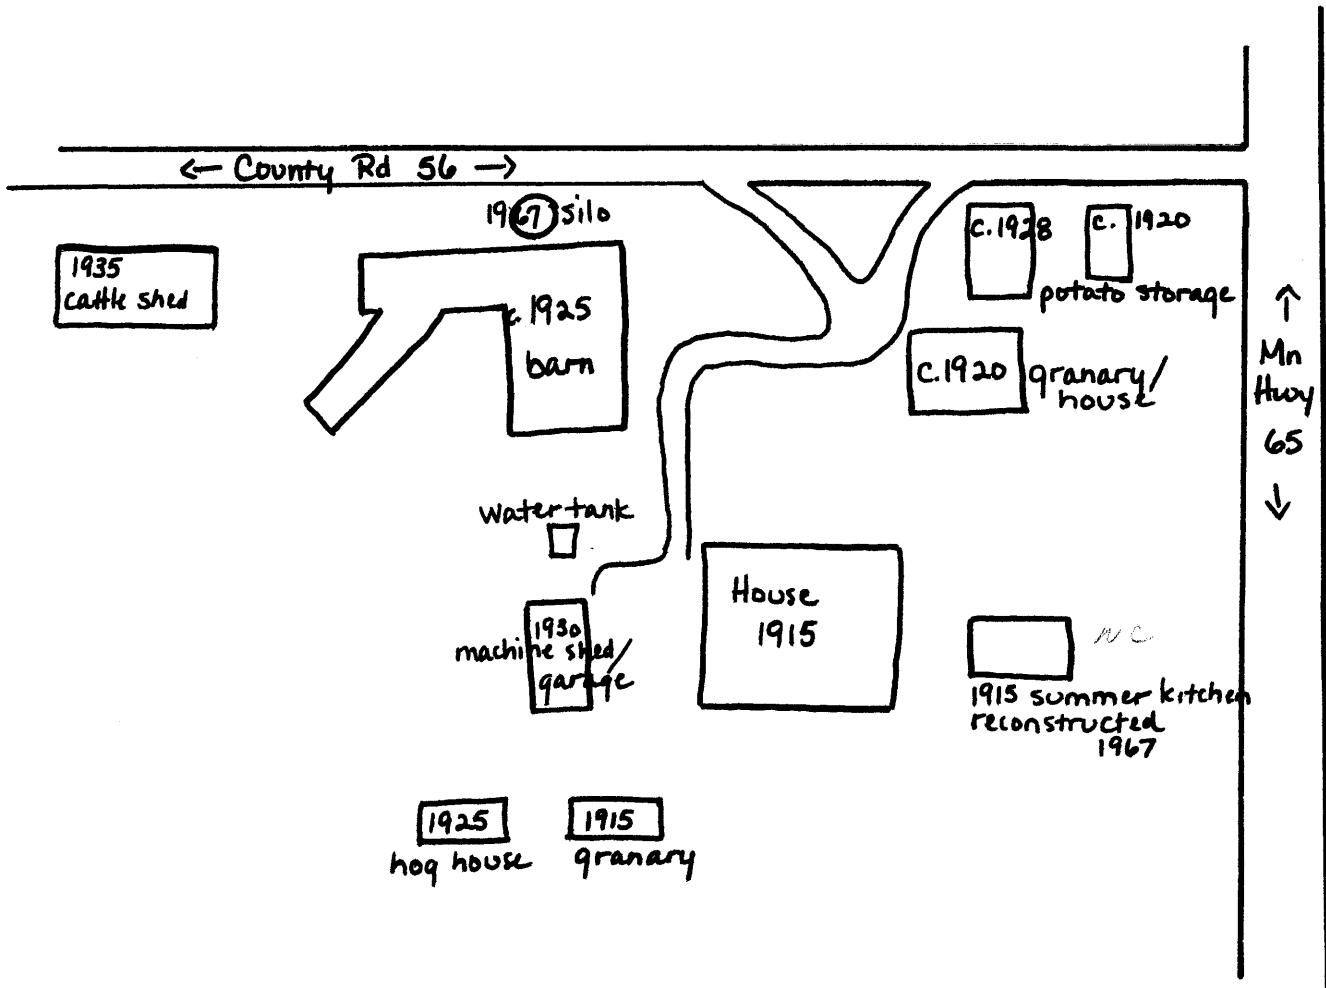 ← County Rd 56 →
1967 silo
c. 1928
c. 1920
potato storage
1935
cattle shed
c. 1925
barn
c. 1920 granary/
house
↑
Mn
Hwy
65
↓
water tank
House
1915
1930
machine shed/
garage
NC
1915 summer kitchen
reconstructed
1967
1925
hog house
1915
granary